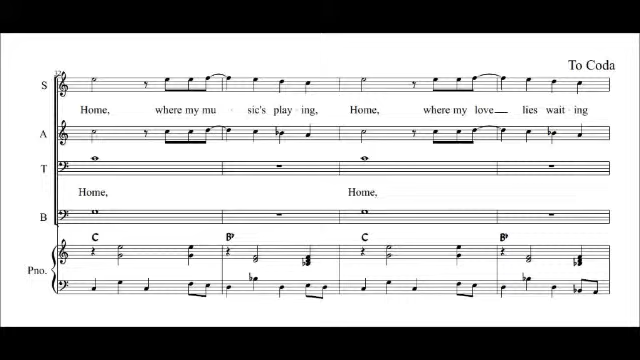 To Coda
S
Home, where my mu - sic's play - ing, Home, where my love lies wait - ing
A
T
Home, Home,
B
C B♭ C B♭
Pno.